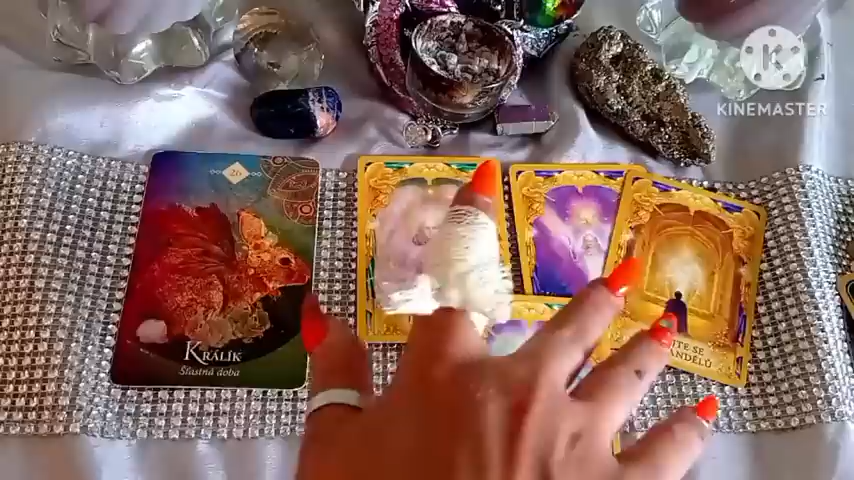 K
KINEMASTER
26
KRÁLÍK
ŠŤASTNÁ DOBA